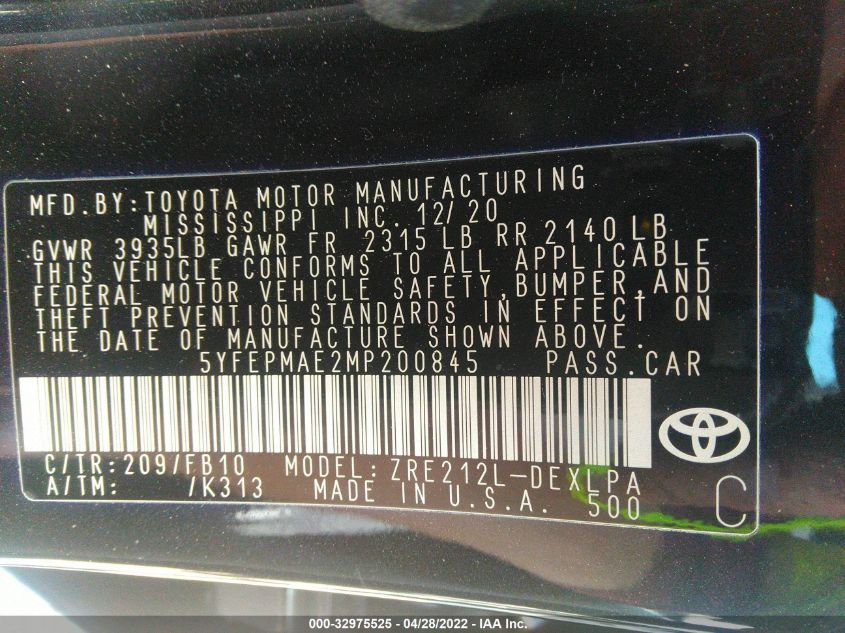 MFD.BY:TOYOTA MOTOR MANUFACTURING
MISSISSIPPI INC. 12/20
GVWR 3935LB GAWR FR 2315 LB RR 2140 LB
THIS VEHICLE CONFORMS TO ALL APPLICABLE
FEDERAL MOTOR VEHICLE SAFETY,BUMPER,AND
THEFT PREVENTION STANDARDS IN EFFECT ON
THE DATE OF MANUFACTURE SHOWN ABOVE.
5YFEPMAE2MP200845 PASS.CAR
C/TR:209/FB10 MODEL:ZRE212L-DEXLPA
A/TM: /K313 MADE IN U.S.A. 500 C
000-32975525 - 04/28/2022 - IAA Inc.